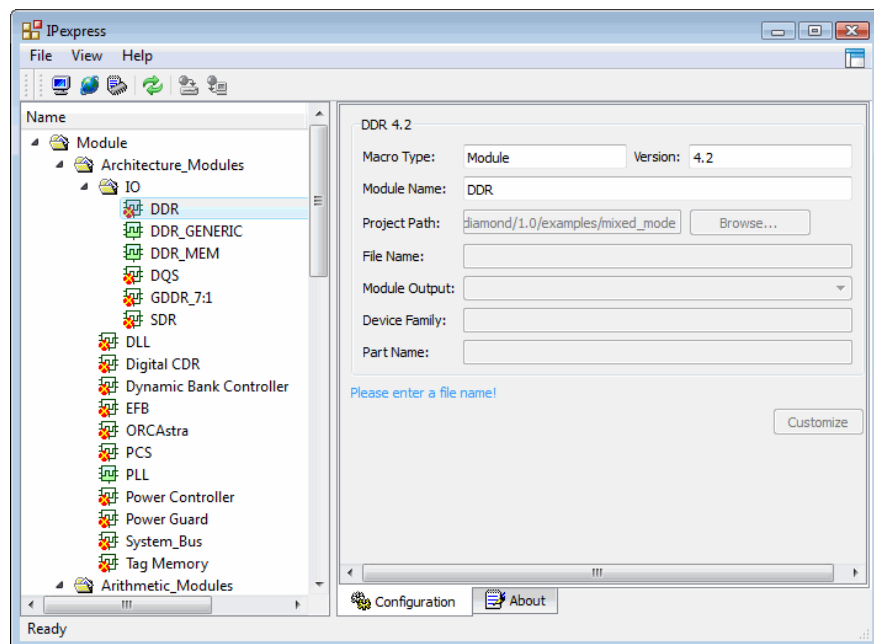 IPexpress
File View Help
Name
Module
Architecture_Modules
IO
DDR
DDR_GENERIC
DDR_MEM
DQS
GDDR_7:1
SDR
DLL
Digital CDR
Dynamic Bank Controller
EFB
ORCAstra
PCS
PLL
Power Controller
Power Guard
System_Bus
Tag Memory
Arithmetic_Modules
DDR 4.2
Macro Type: Module Version: 4.2
Module Name: DDR
Project Path: diamond/1.0/examples/mixed_mode Browse...
File Name:
Module Output:
Device Family:
Part Name:
Please enter a file name!
Customize
Configuration About
Ready